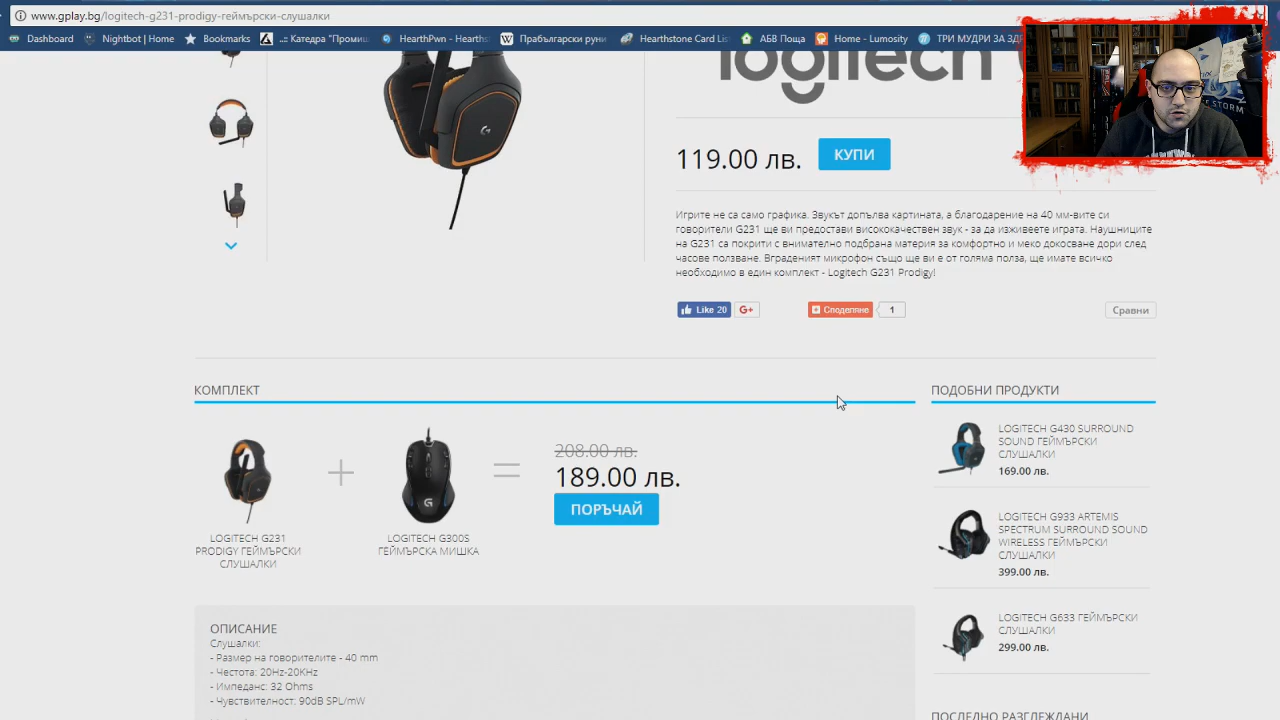 www.gplay.bg/logitech-g231-prodigy-геймърски-слушалки
Dashboard
Nightbot | Home
Bookmarks
..:: Катедра "Промиш
HearthPwn - Hearths
Прабългарски руни
Hearthstone Card Lis
АБВ Поща
Home - Lumosity
ТРИ МУДРИ ЗА ЗД
logitech
119.00 лв.
КУПИ
Игрите не са само графика. Звукът допълва картината, а благодарение на 40 мм-вите си
говорители G231 ще ви предостави висококачествен звук - за да изживеете играта. Наушниците
на G231 са покрити с внимателно подбрана материя за комфортно и меко докосване дори след
часове ползване. Вграденият микрофон също ще ви е от голяма полза, ще имате всичко
необходимо в един комплект - Logitech G231 Prodigy!
Like 20
G+
Споделяне
1
Сравни
КОМПЛЕКТ
208.00 лв.
189.00 лв.
ПОРЪЧАЙ
LOGITECH G231
PRODIGY ГЕЙМЪРСКИ
СЛУШАЛКИ
LOGITECH G300S
ГЕЙМЪРСКА МИШКА
ПОДОБНИ ПРОДУКТИ
LOGITECH G430 SURROUND
SOUND ГЕЙМЪРСКИ
СЛУШАЛКИ
169.00 лв.
LOGITECH G933 ARTEMIS
SPECTRUM SURROUND SOUND
WIRELESS ГЕЙМЪРСКИ
СЛУШАЛКИ
399.00 лв.
LOGITECH G633 ГЕЙМЪРСКИ
СЛУШАЛКИ
299.00 лв.
ОПИСАНИЕ
Слушалки:
- Размер на говорителите - 40 mm
- Честота: 20Hz-20KHz
- Импеданс: 32 Ohms
- Чувствителност: 90dB SPL/mW
ПОСЛЕДНО РАЗГЛЕЖДАНИ